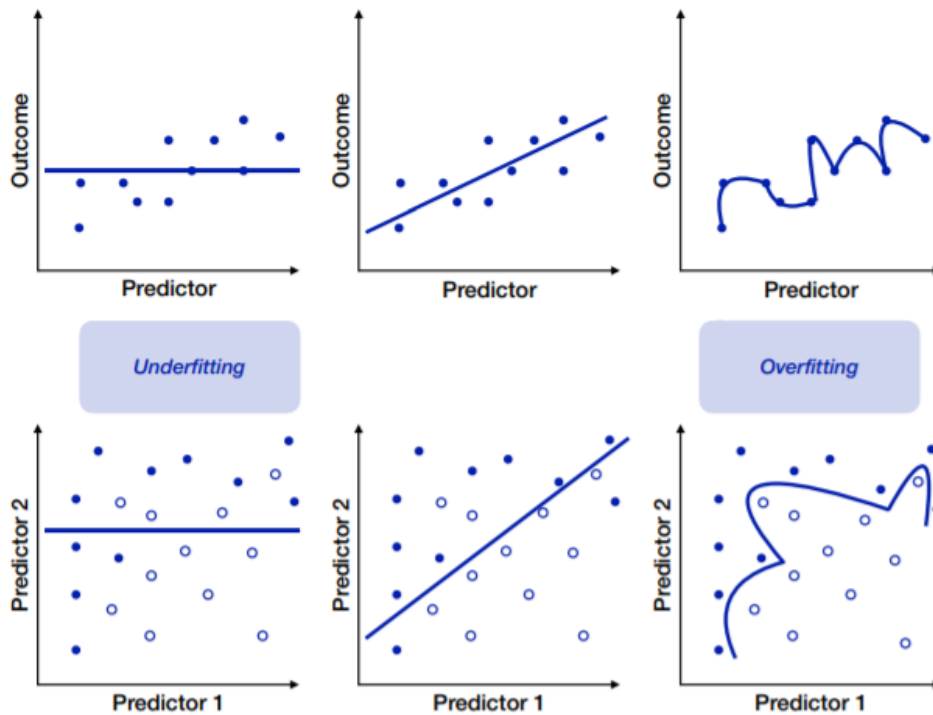 Outcome
Predictor
Outcome
Predictor
Outcome
Predictor
Underfitting
Overfitting
Predictor 2
Predictor 1
Predictor 2
Predictor 1
Predictor 2
Predictor 1